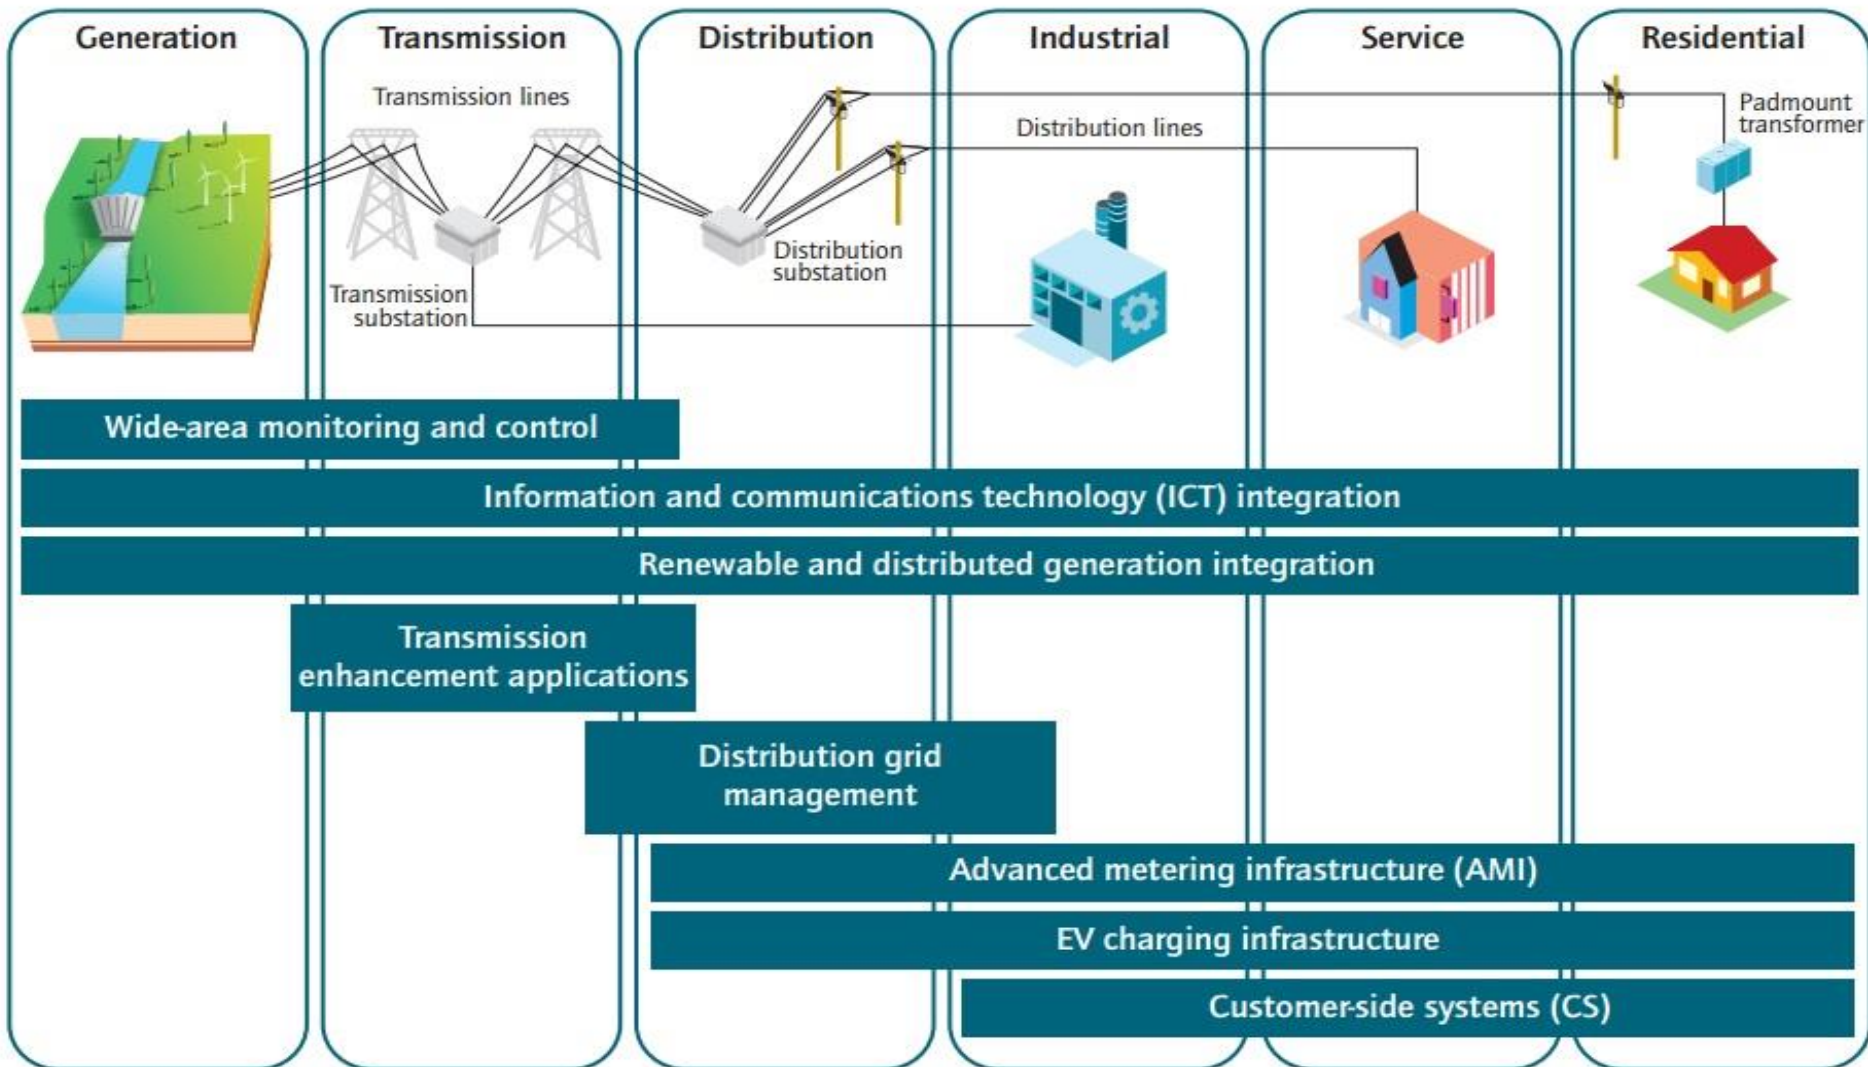 Generation
Transmission
Distribution
Industrial
Service
Residential
Transmission lines
Distribution lines
Padmount
transformer
Distribution
substation
Transmission
substation
Wide-area monitoring and control
Information and communications technology (ICT) integration
Renewable and distributed generation integration
Transmission
enhancement applications
Distribution grid
management
Advanced metering infrastructure (AMI)
EV charging infrastructure
Customer-side systems (CS)